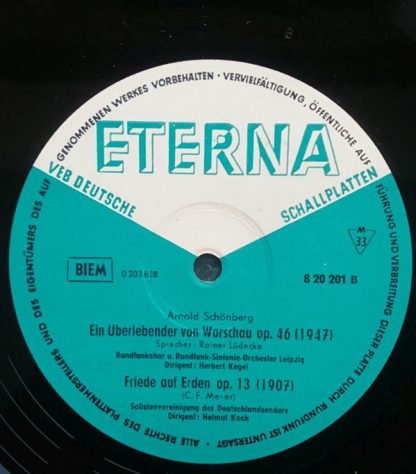 ALLE RECHTE DES PLATTENHERSTELLERS UND DES EIGENTÜMERS DES AUFGENOMMENEN WERKES VORBEHALTEN · VERVIELFÄLTIGUNG, ÖFFENTLICHE AUFFÜHRUNG UND VERBREITUNG DIESER PLATTE DURCH RUNDFUNK IST UNTERSAGT ·
ETERNA
VEB DEUTSCHE SCHALLPLATTEN
M
33
BIEM 0203 628 8 20 201 B
Arnold Schönberg
Ein Überlebender von Warschau op. 46 (1947)
Sprecher: Rainer Lüdecke
Rundfunkchor u. Rundfunk-Sinfonie-Orchester Leipzig
Dirigent: Herbert Kegel
Friede auf Erden op. 13 (1907)
(C. F. Meyer)
Solistenvereinigung des Deutschlandsenders
Dirigent: Helmut Koch